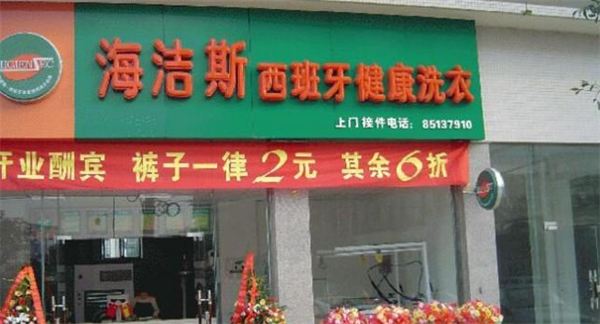 海洁斯 西班牙健康洗衣
上门接件电话：85137910
开业酬宾 裤子一律2元 其余6折